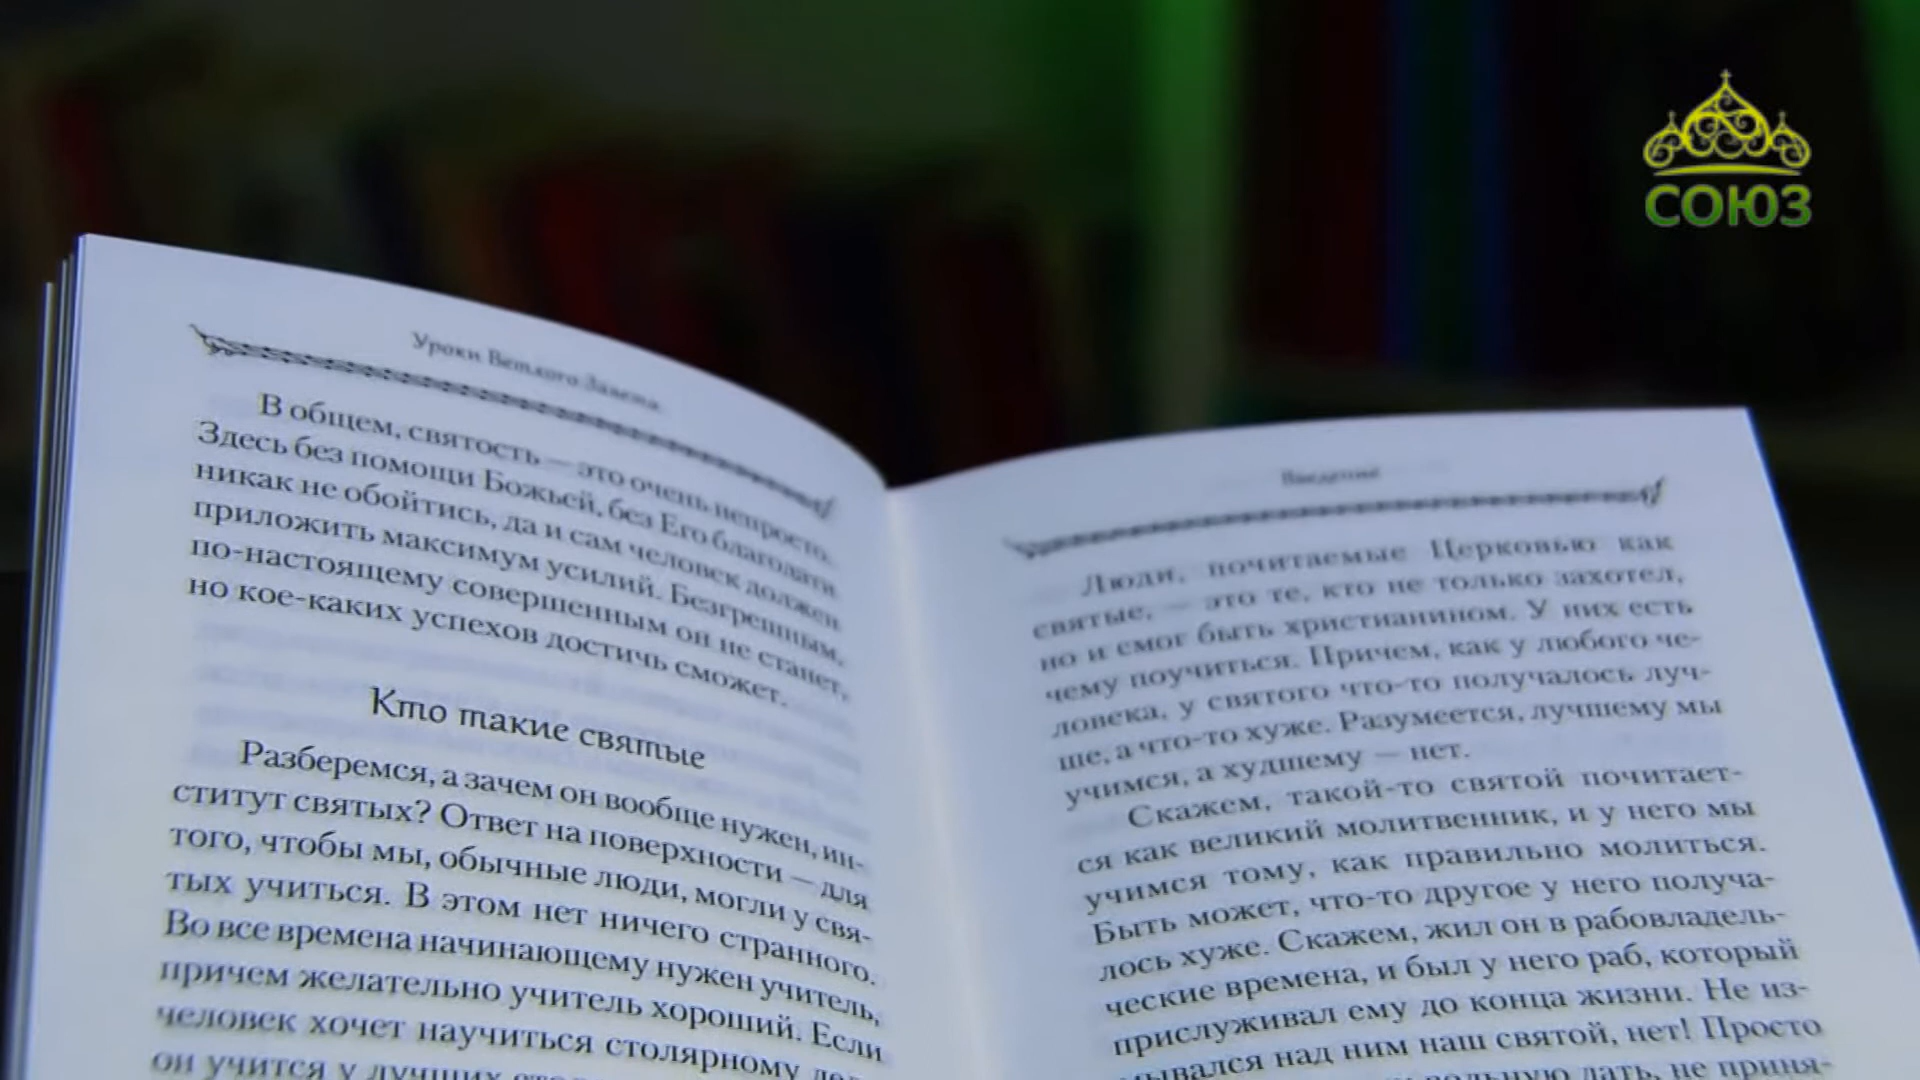 СОЮЗ
Уроки Ветхого Завета
В общем, святость — это очень непросто.
Здесь без помощи Божьей, без Его благодати
никак не обойтись, да и сам человек должен
приложить максимум усилий. Безгрешным,
по-настоящему совершенным он не станет,
но кое-каких успехов достичь сможет.
Кто такие святые
Разберемся, а зачем он вообще нужен, ин-
ститут святых? Ответ на поверхности — для
того, чтобы мы, обычные люди, могли у свя-
тых учиться. В этом нет ничего странного.
Во все времена начинающему нужен учитель,
причем желательно учитель хороший. Если
человек хочет научиться столярному
он учится у лучших
Введение
Люди, почитаемые Церковью как
святые, — это те, кто не только захотел,
но и смог быть христианином. У них есть
чему поучиться. Причем, как у любого че-
ловека, у святого что-то получалось луч-
ше, а что-то хуже. Разумеется, лучшему мы
учимся, а худшему — нет.
Скажем, такой-то святой почитает-
ся как великий молитвенник, и у него мы
учимся тому, как правильно молиться.
Быть может, что-то другое у него получа-
лось хуже. Скажем, жил он в рабовладель-
ческие времена, и был у него раб, который
прислуживал ему до конца жизни. Не из-
мывался над ним наш святой, нет! Просто
вольную дать, не приня-